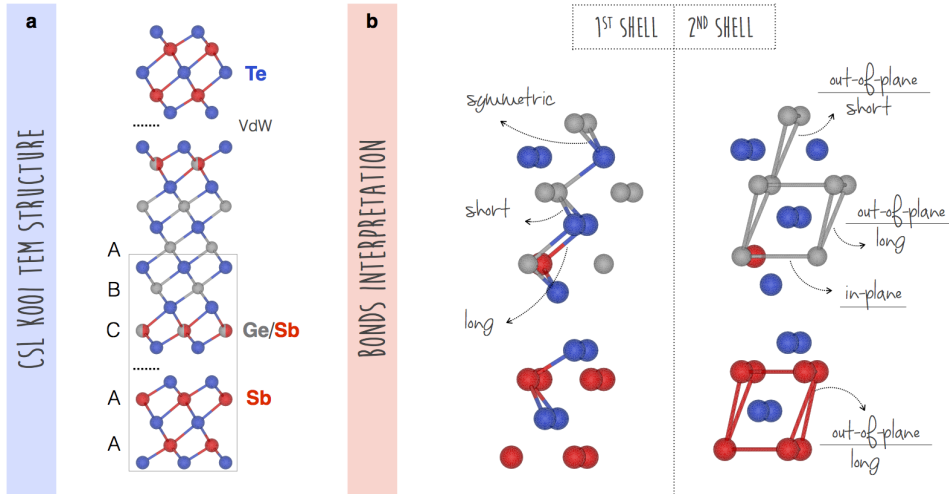 a
CSL KOOI TEM STRUCTURE
Te
VdW
A
B
C
Ge/Sb
A
Sb
A
b
BONDS INTERPRETATION
1ST SHELL
2ND SHELL
symmetric
short
long
out-of-plane
short
out-of-plane
long
in-plane
out-of-plane
long